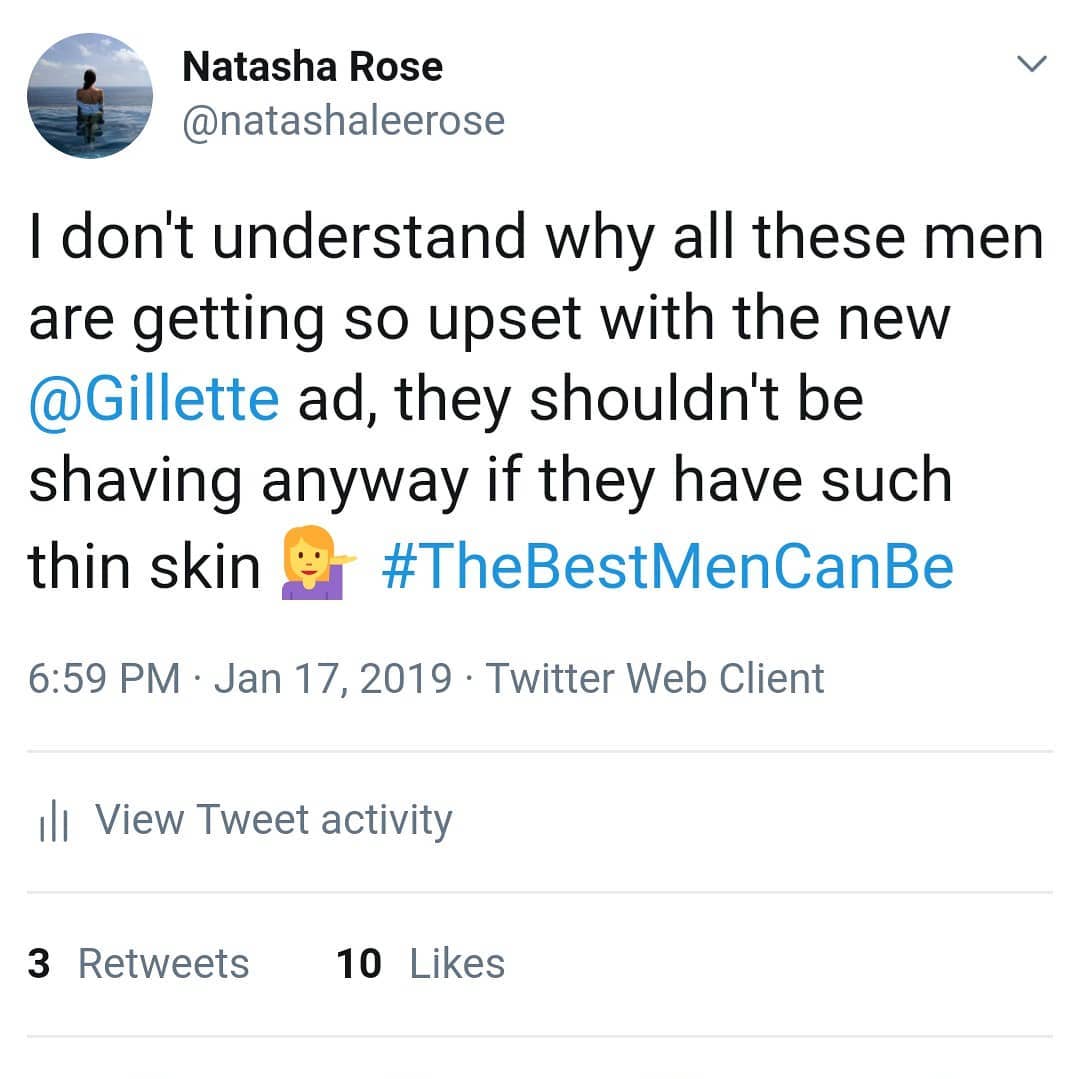 Natasha Rose
@natashaleerose
I don't understand why all these men
are getting so upset with the new
@Gillette ad, they shouldn't be
shaving anyway if they have such
thin skin 💁‍♀️ #TheBestMenCanBe
6:59 PM · Jan 17, 2019 · Twitter Web Client
View Tweet activity
3 Retweets 10 Likes